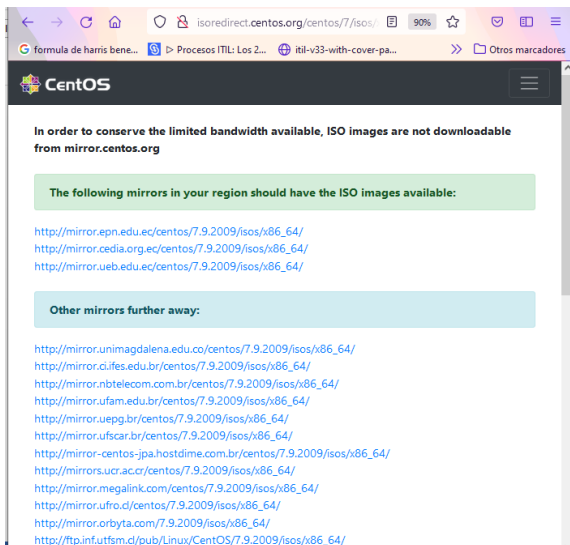 isoredirect.centos.org/centos/7/isos/
90%
formula de harris bene...
Procesos ITIL: Los 2...
itil-v33-with-cover-pa...
Otros marcadores
CentOS
In order to conserve the limited bandwidth available, ISO images are not downloadable
from mirror.centos.org
The following mirrors in your region should have the ISO images available:
http://mirror.epn.edu.ec/centos/7.9.2009/isos/x86_64/
http://mirror.cedia.org.ec/centos/7.9.2009/isos/x86_64/
http://mirror.ueb.edu.ec/centos/7.9.2009/isos/x86_64/
Other mirrors further away:
http://mirror.unimagdalena.edu.co/centos/7.9.2009/isos/x86_64/
http://mirror.ci.ifes.edu.br/centos/7.9.2009/isos/x86_64/
http://mirror.nbtelecom.com.br/centos/7.9.2009/isos/x86_64/
http://mirror.ufam.edu.br/centos/7.9.2009/isos/x86_64/
http://mirror.uepg.br/centos/7.9.2009/isos/x86_64/
http://mirror.ufscar.br/centos/7.9.2009/isos/x86_64/
http://mirror-centos-jpa.hostdime.com.br/centos/7.9.2009/isos/x86_64/
http://mirrors.ucr.ac.cr/centos/7.9.2009/isos/x86_64/
http://mirror.megalink.com/centos/7.9.2009/isos/x86_64/
http://mirror.ufro.cl/centos/7.9.2009/isos/x86_64/
http://mirror.orbyta.com/7.9.2009/isos/x86_64/
http://ftp.inf.utfsm.cl/pub/Linux/CentOS/7.9.2009/isos/x86_64/